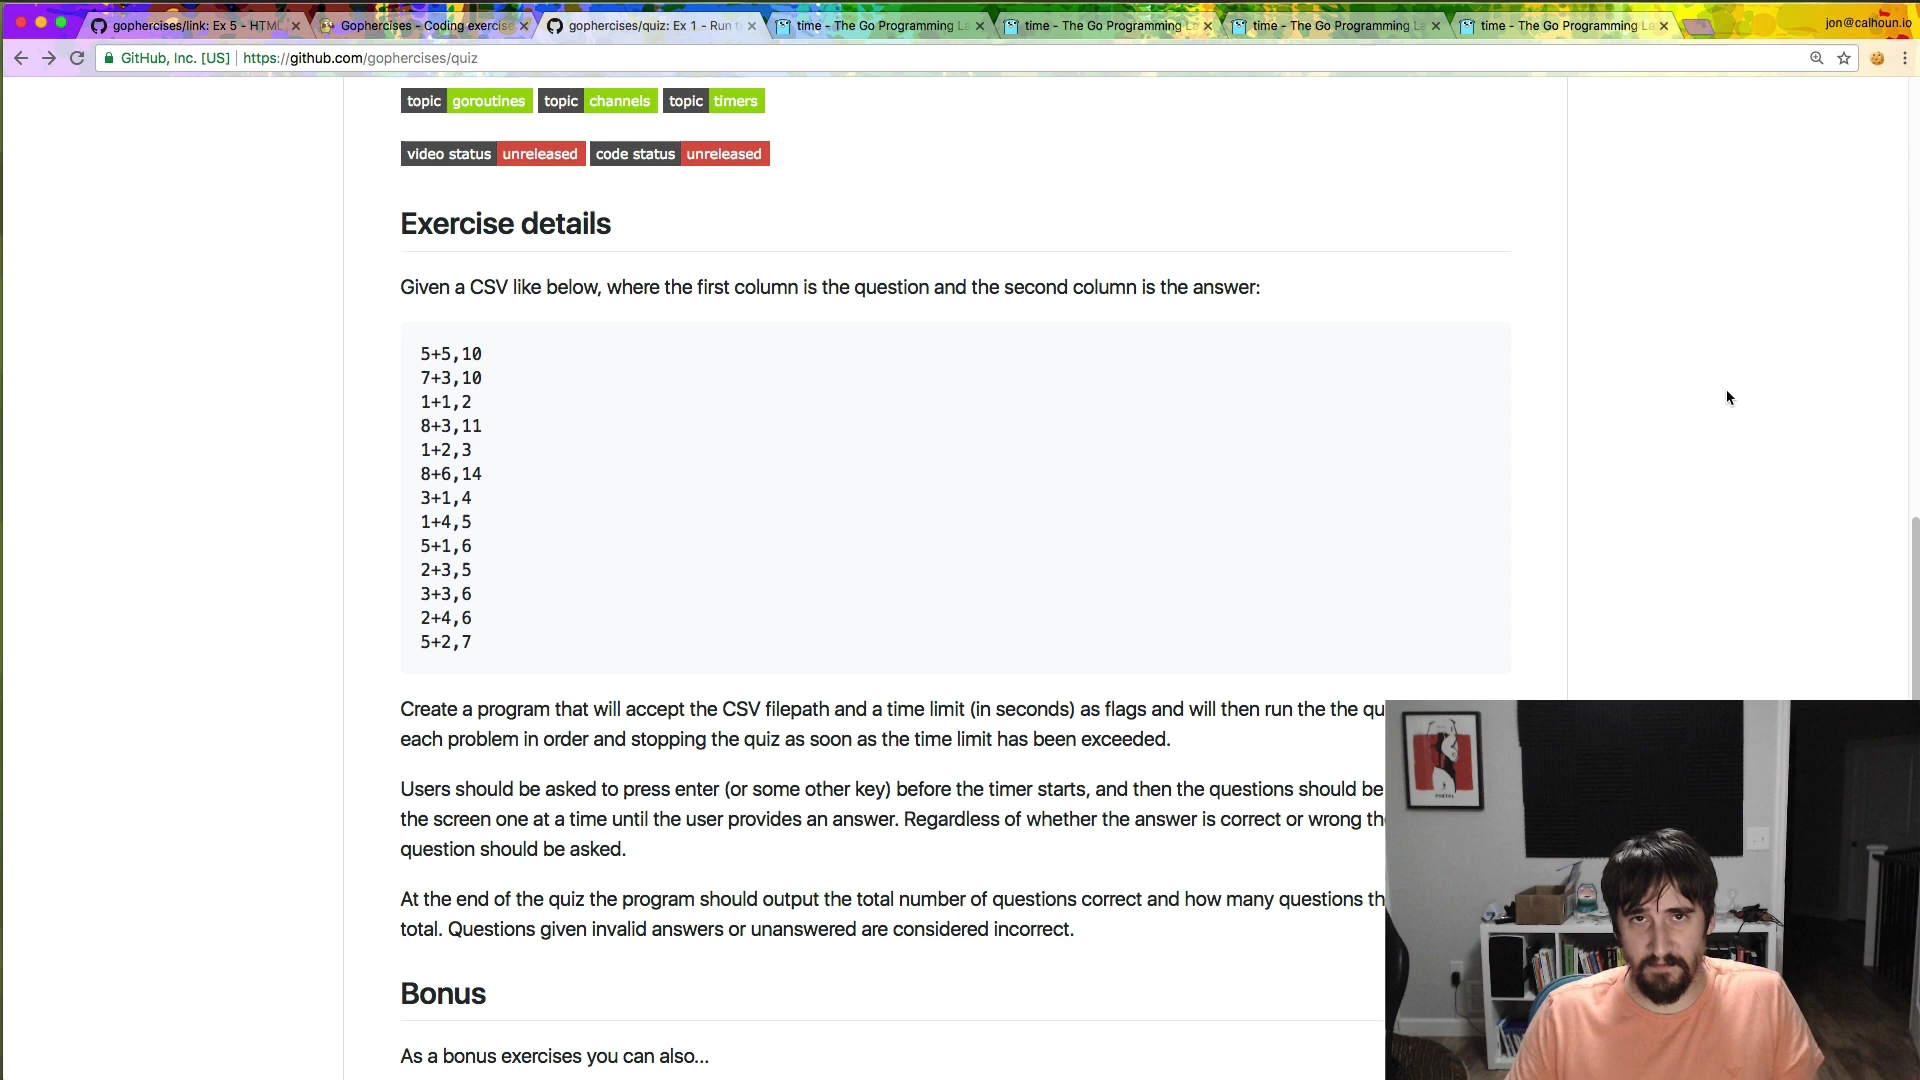 gophercises/link: Ex 5 - HTML
Gophercises - Coding exercise
gophercises/quiz: Ex 1 - Run t
time - The Go Programming La
time - The Go Programming La
time - The Go Programming La
time - The Go Programming La
jon@calhoun.io
GitHub, Inc. [US] https://github.com/gophercises/quiz
topic goroutines topic channels topic timers
video status unreleased code status unreleased
Exercise details
Given a CSV like below, where the first column is the question and the second column is the answer:
5+5,10
7+3,10
1+1,2
8+3,11
1+2,3
8+6,14
3+1,4
1+4,5
5+1,6
2+3,5
3+3,6
2+4,6
5+2,7
Create a program that will accept the CSV filepath and a time limit (in seconds) as flags and will then run the the qu
each problem in order and stopping the quiz as soon as the time limit has been exceeded.
Users should be asked to press enter (or some other key) before the timer starts, and then the questions should be
the screen one at a time until the user provides an answer. Regardless of whether the answer is correct or wrong th
question should be asked.
At the end of the quiz the program should output the total number of questions correct and how many questions th
total. Questions given invalid answers or unanswered are considered incorrect.
Bonus
As a bonus exercises you can also...